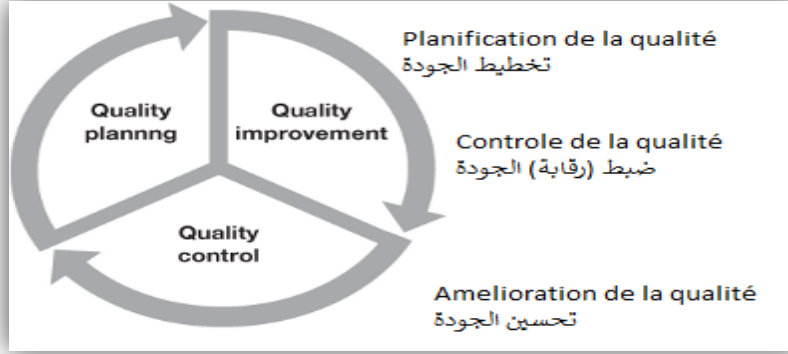 Quality
plannng
Quality
improvement
Quality
control
Planification de la qualité
تخطيط الجودة
Controle de la qualité
ضبط (رقابة) الجودة
Amelioration de la qualité
تحسين الجودة